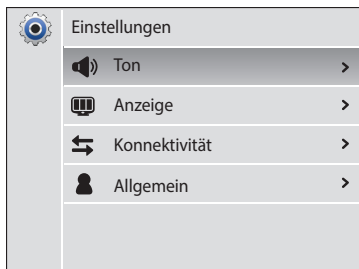 Einstellungen
Ton
Anzeige
Konnektivität
Allgemein